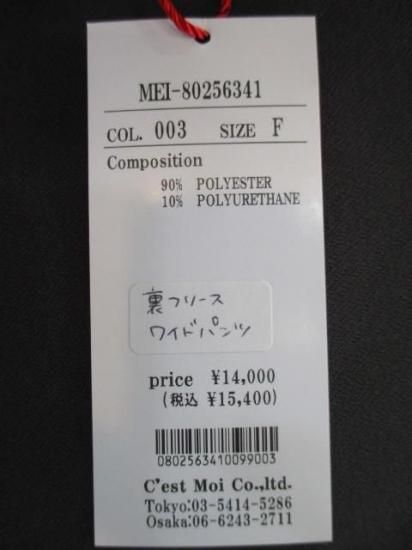 MEI-80256341
COL. 003 SIZE F
Composition
90% POLYESTER
10% POLYURETHANE
裏フリース
ワイドパンツ
price ¥14,000
(税込 ¥15,400)
0802563410099003
C'est Moi Co.,ltd.
Tokyo:03-5414-5286
Osaka:06-6243-2711